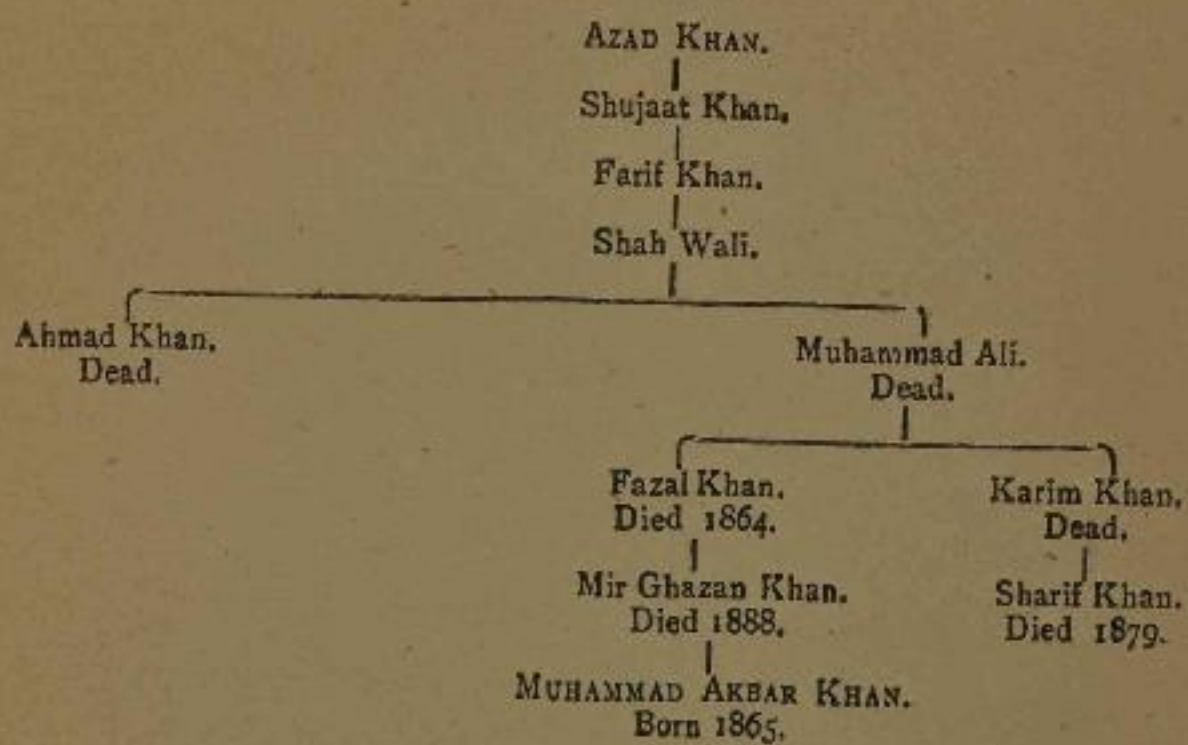 AZAD KHAN.
Shujaat Khan.
Farif Khan.
Shah Wali.
Ahmad Khan.
Dead.
Muhammad Ali.
Dead.
Fazal Khan.
Died 1864.
Karim Khan.
Dead.
Mir Ghazan Khan.
Died 1888.
Sharif Khan.
Died 1879.
MUHAMMAD AKBAR KHAN.
Born 1865.